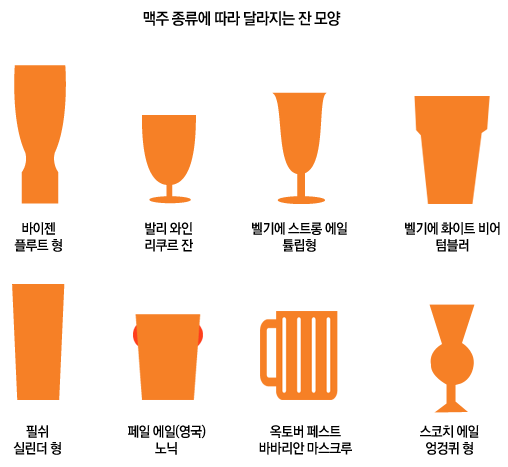 맥주 종류에 따라 달라지는 잔 모양
바이젠
플루트 형
발리 와인
리쿠르 잔
벨기에 스트롱 에일
튤립형
벨기에 화이트 비어
텀블러
필쉬
실린더 형
페일 에일(영국)
노닉
옥토버 페스트
바바리안 마스크루
스코치 에일
엉겅퀴 형